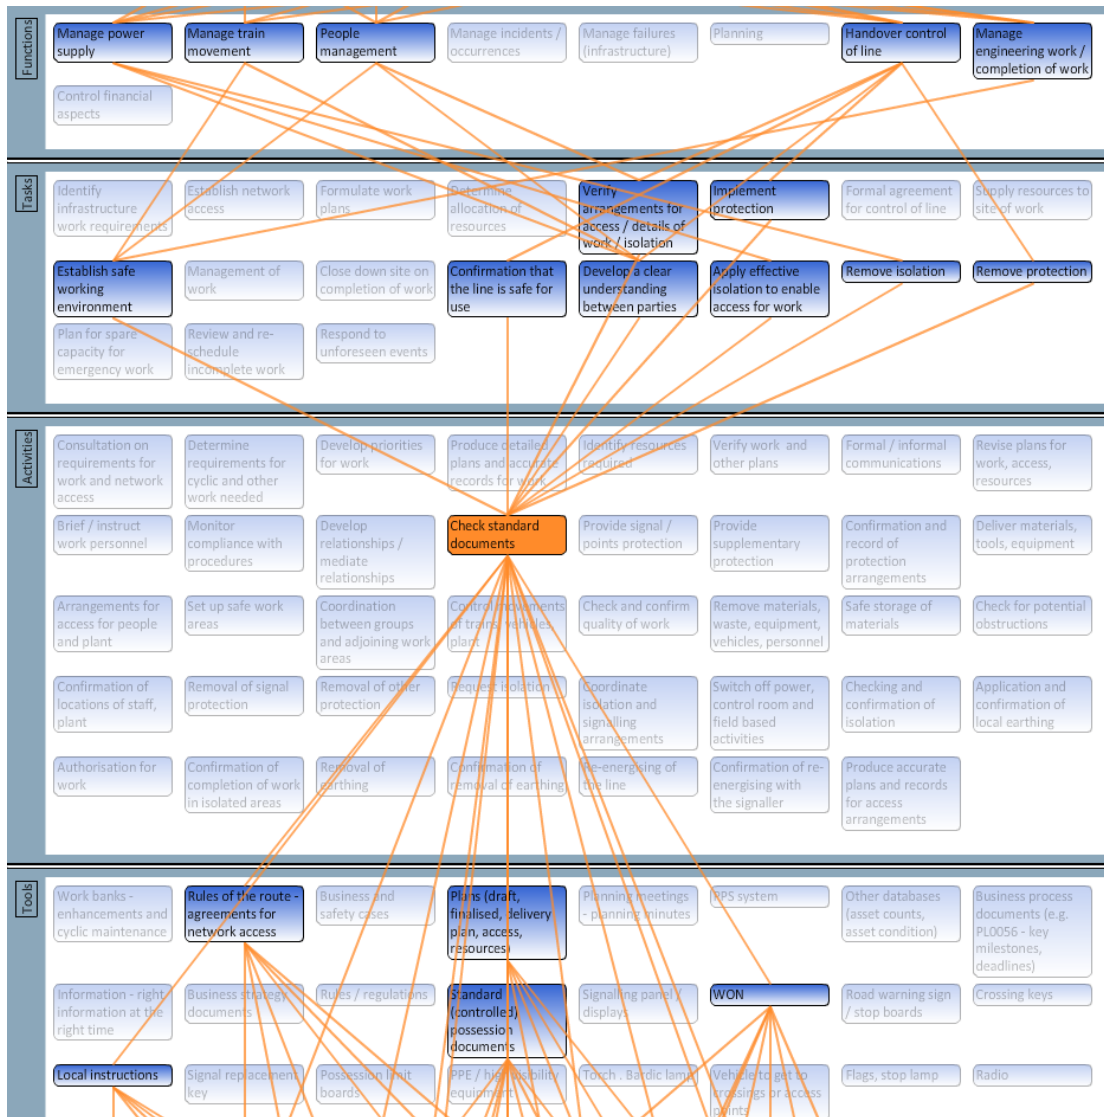 Functions
Manage power
supply
Manage train
movement
People
management
Manage incidents /
occurrences
Manage failures
(infrastructure)
Planning
Handover control
of line
Manage
engineering work /
completion of work
Control financial
aspects
Tasks
Identify
infrastructure
work requirements
Establish network
access
Formulate work
plans
Determine
allocation of
resources
Verify
arrangements for
access / details of
work / isolation
Implement
protection
Formal agreement
for control of line
Supply resources to
site of work
Establish safe
working
environment
Management of
work
Close down site on
completion of work
Confirmation that
the line is safe for
use
Develop a clear
understanding
between parties
Apply effective
isolation to enable
access for work
Remove isolation
Remove protection
Plan for spare
capacity for
emergency work
Review and re-
schedule
incomplete work
Respond to
unforeseen events
Activities
Consultation on
requirements for
work and network
access
Determine
requirements for
cyclic and other
work needed
Develop priorities
for work
Produce detailed
plans and accurate
records for work
Identify resources
required
Verify work and
other plans
Formal / informal
communications
Revise plans for
work, access,
resources
Brief / instruct
work personnel
Monitor
compliance with
procedures
Develop
relationships /
mediate
relationships
Check standard
documents
Provide signal /
points protection
Provide
supplementary
protection
Confirmation and
record of
protection
arrangements
Deliver materials,
tools, equipment
Arrangements for
access for people
and plant
Set up safe work
areas
Coordination
between groups
and adjoining work
areas
Control movements
of trains, vehicles,
plant
Check and confirm
quality of work
Remove materials,
waste, equipment,
vehicles, personnel
Safe storage of
materials
Check for potential
obstructions
Confirmation of
locations of staff,
plant
Removal of signal
protection
Removal of other
protection
Request isolation
Coordinate
isolation and
signalling
arrangements
Switch off power,
control room and
field based
activities
Checking and
confirmation of
isolation
Application and
confirmation of
local earthing
Authorisation for
work
Confirmation of
completion of work
in isolated areas
Removal of
earthing
Confirmation of
removal of earthing
Re-energising of
the line
Confirmation of re-
energising with
the signaller
Produce accurate
plans and records
for access
arrangements
Tools
Work banks -
enhancements and
cyclic maintenance
Rules of the route -
agreements for
network access
Business and
safety cases
Plans (draft,
finalised, delivery
plan, access,
resources)
Planning meetings
- planning minutes
RPS system
Other databases
(asset counts,
asset condition)
Business process
documents (e.g.
PL0056 - key
milestones,
deadlines)
Information - right
information at the
right time
Business strategy
documents
Rules / regulations
Standard
(controlled)
possession
documents
Signalling panel /
displays
WON
Road warning sign
/ stop boards
Crossing keys
Local instructions
Signal replacement
key
Possession limit
boards
PPE / high visibility
equipment
Torch . Bardic lamp
Vehicle to get to
crossings or access
points
Flags, stop lamp
Radio